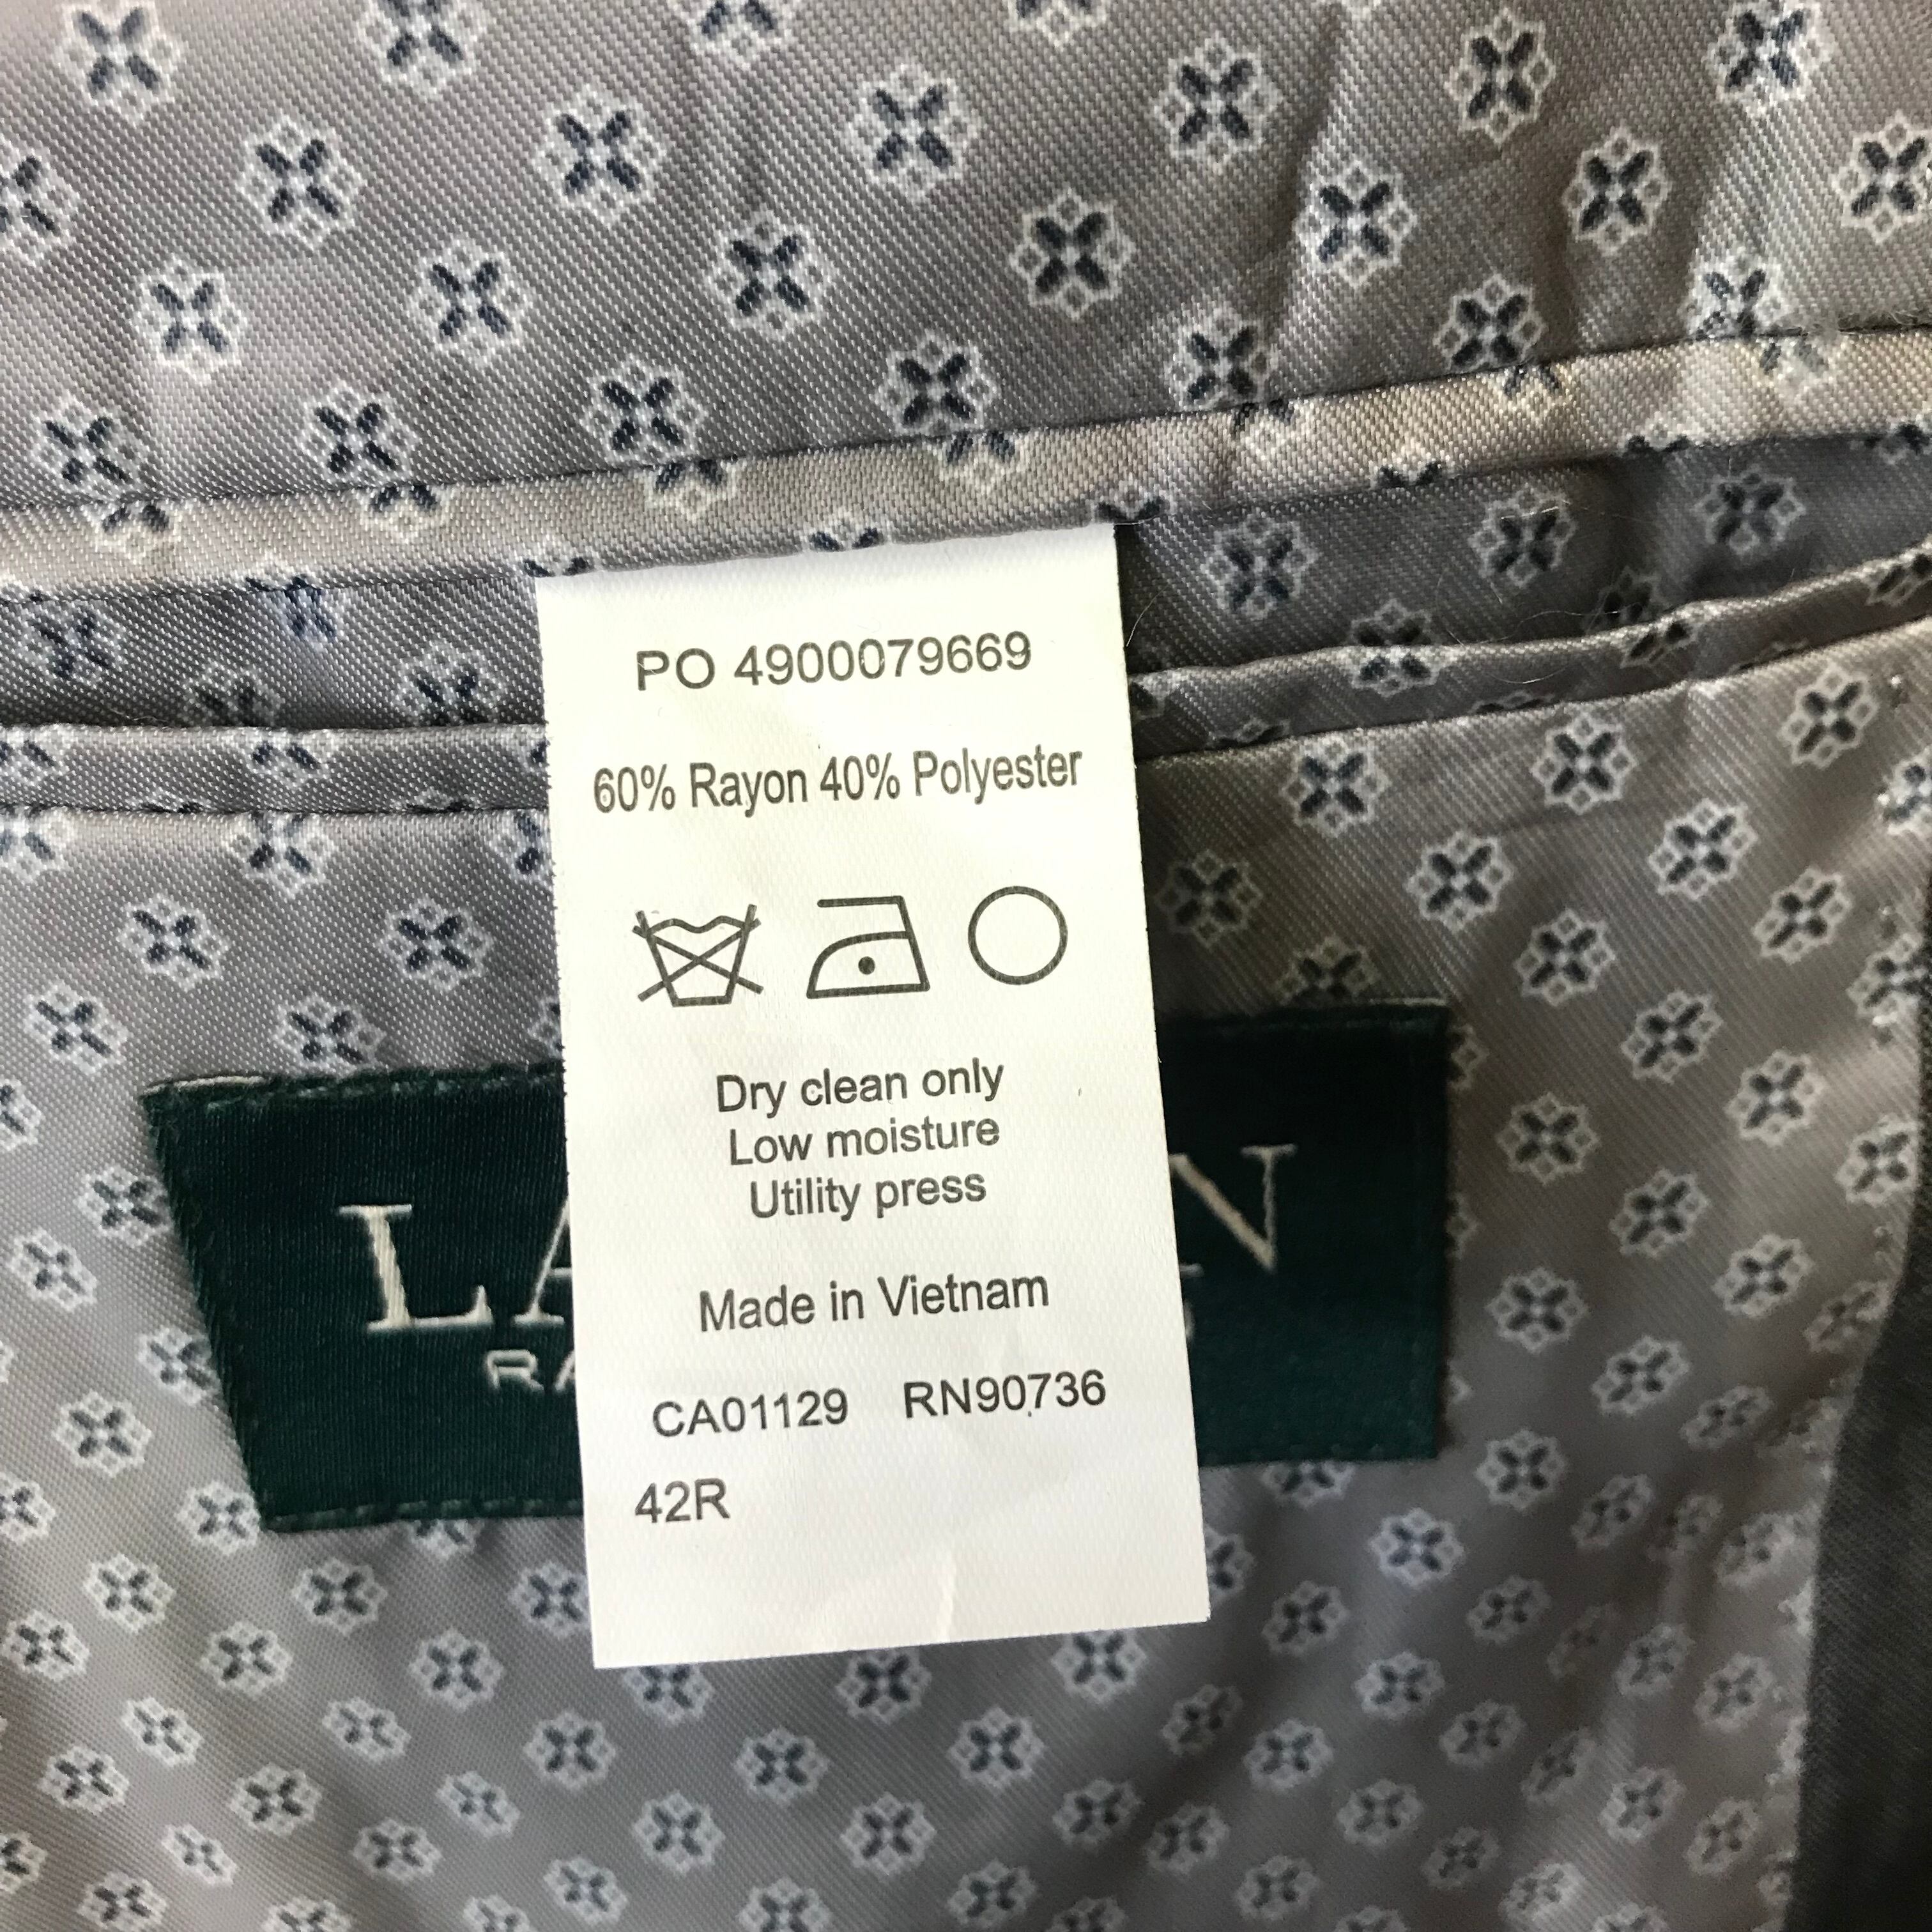 PO 4900079669
60% Rayon 40% Polyester
Dry clean only
Low moisture
Utility press
Made in Vietnam
CA01129 RN90736
42R